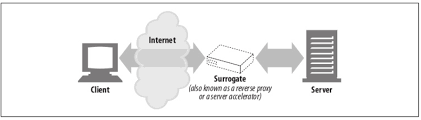 Internet
Client
Surrogate
(also known as a reverse proxy
or a server accelerator)
Server